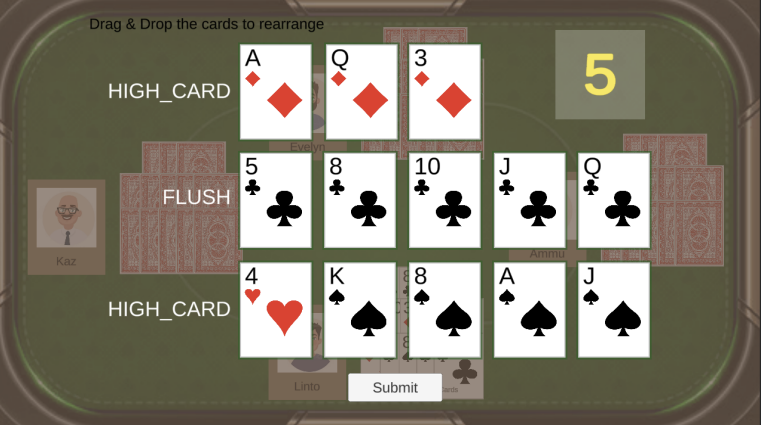 Drag & Drop the cards to rearrange
5
HIGH_CARD A Q 3
Evelyn
FLUSH 5 8 10 J Q
Kaz
Ammu
HIGH_CARD 4 K 8 A J
Linto
Submit